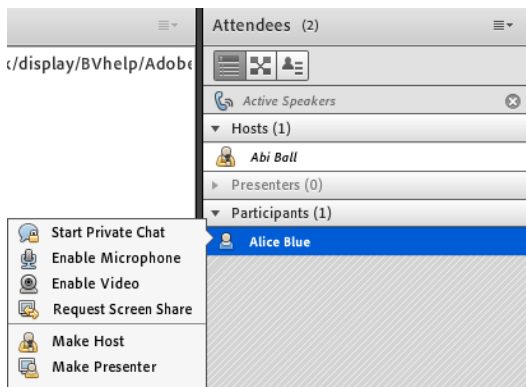 Attendees (2)
x/display/BVhelp/Adobe
Active Speakers
Hosts (1)
Abi Ball
Presenters (0)
Participants (1)
Alice Blue
Start Private Chat
Enable Microphone
Enable Video
Request Screen Share
Make Host
Make Presenter